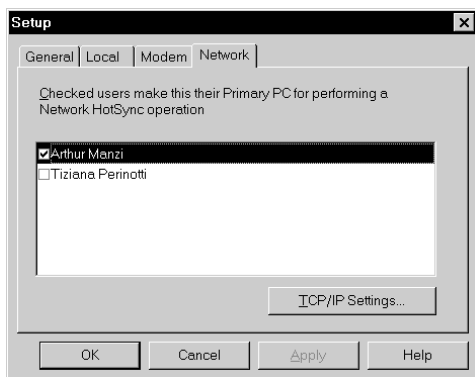 Setup
General Local Modem Network
Checked users make this their Primary PC for performing a
Network HotSync operation
Arthur Manzi
Tiziana Perinotti
TCP/IP Settings...
OK Cancel Apply Help